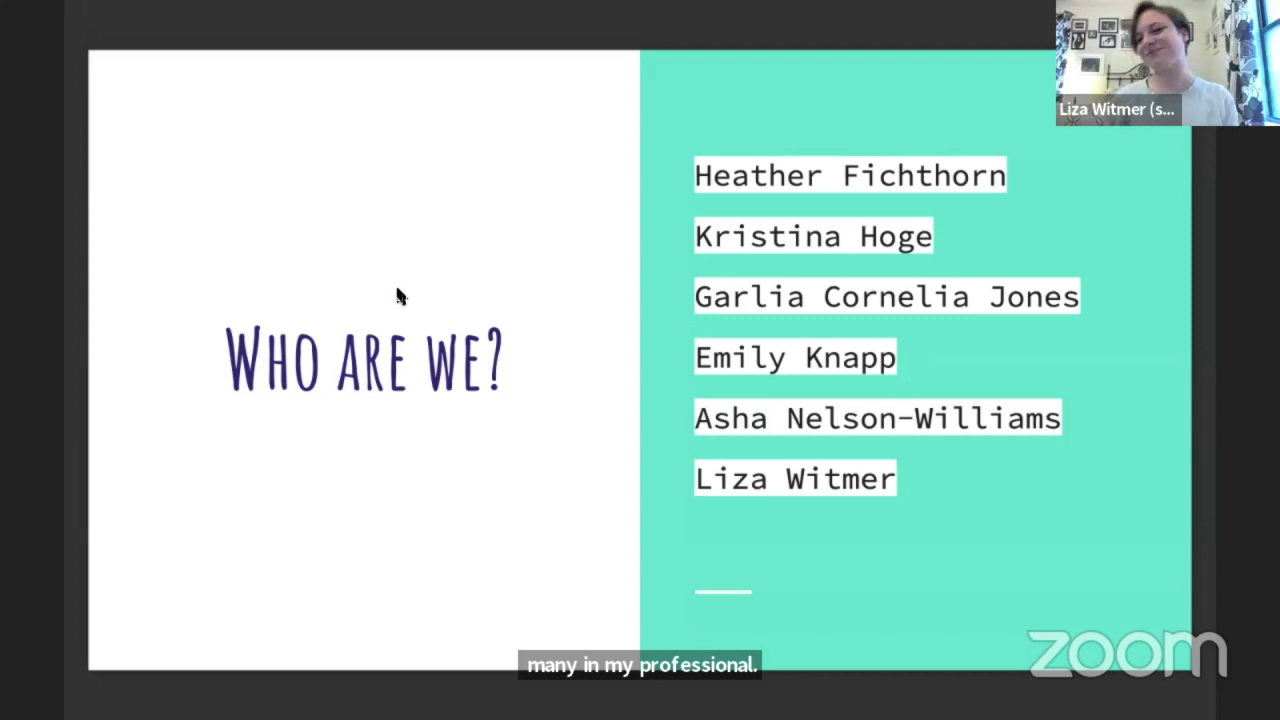 Liza Witmer (s...
Who are we?
Heather Fichthorn
Kristina Hoge
Garlia Cornelia Jones
Emily Knapp
Asha Nelson-Williams
Liza Witmer
many in my professional.
zoom